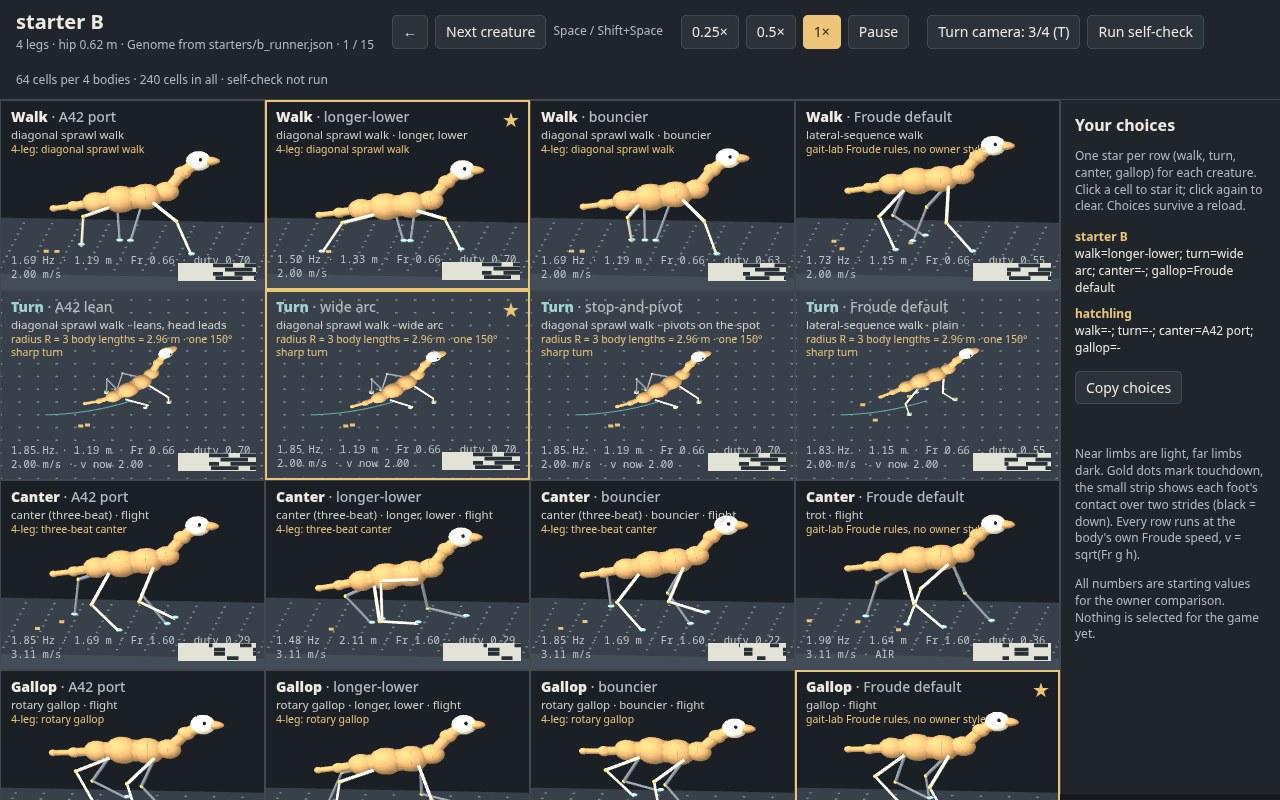 starter B
4 legs · hip 0.62 m · Genome from starters/b_runner.json · 1 / 15
←
Next creature
Space / Shift+Space
0.25×
0.5×
1×
Pause
Turn camera: 3/4 (T)
Run self-check
64 cells per 4 bodies · 240 cells in all · self-check not run
Walk · A42 port
diagonal sprawl walk
4-leg: diagonal sprawl walk
1.69 Hz · 1.19 m · Fr 0.66 duty 0.70
2.00 m/s
Walk · longer-lower
★
diagonal sprawl walk · longer, lower
4-leg: diagonal sprawl walk
1.50 Hz · 1.33 m · Fr 0.66 duty 0.70
2.00 m/s
Walk · bouncier
diagonal sprawl walk · bouncier
4-leg: diagonal sprawl walk
1.69 Hz · 1.19 m · Fr 0.66 duty 0.63
2.00 m/s
Walk · Froude default
lateral-sequence walk
gait-lab Froude rules, no owner style
1.73 Hz · 1.15 m · Fr 0.66 duty 0.55
2.00 m/s
Turn · A42 lean
diagonal sprawl walk · leans, head leads
radius R = 3 body lengths = 2.96 m · one 150°
sharp turn
1.85 Hz · 1.19 m · Fr 0.66 duty 0.70
2.00 m/s · v now 2.00
Turn · wide arc
★
diagonal sprawl walk · wide arc
radius R = 3 body lengths = 2.96 m · one 150°
sharp turn
1.85 Hz · 1.19 m · Fr 0.66 duty 0.70
2.00 m/s · v now 2.00
Turn · stop-and-pivot
diagonal sprawl walk · pivots on the spot
radius R = 3 body lengths = 2.96 m · one 150°
sharp turn
1.85 Hz · 1.19 m · Fr 0.66 duty 0.70
2.00 m/s · v now 2.00
Turn · Froude default
lateral-sequence walk · plain
radius R = 3 body lengths = 2.96 m · one 150°
sharp turn
1.83 Hz · 1.15 m · Fr 0.66 duty 0.55
2.00 m/s · v now 2.00
Canter · A42 port
canter (three-beat) · flight
4-leg: three-beat canter
1.85 Hz · 1.69 m · Fr 1.60 duty 0.29
3.11 m/s
Canter · longer-lower
canter (three-beat) · longer, lower · flight
4-leg: three-beat canter
1.48 Hz · 2.11 m · Fr 1.60 duty 0.29
3.11 m/s
Canter · bouncier
canter (three-beat) · bouncier · flight
4-leg: three-beat canter
1.85 Hz · 1.69 m · Fr 1.60 duty 0.22
3.11 m/s
Canter · Froude default
trot · flight
gait-lab Froude rules, no owner style
1.90 Hz · 1.64 m · Fr 1.60 duty 0.36
3.11 m/s · AIR
Gallop · A42 port
rotary gallop · flight
4-leg: rotary gallop
Gallop · longer-lower
rotary gallop · longer, lower · flight
4-leg: rotary gallop
Gallop · bouncier
rotary gallop · bouncier · flight
4-leg: rotary gallop
Gallop · Froude default
★
gallop · flight
gait-lab Froude rules, no owner style
Your choices
One star per row (walk, turn,
canter, gallop) for each creature.
Click a cell to star it; click again to
clear. Choices survive a reload.
starter B
walk=longer-lower; turn=wide
arc; canter=-; gallop=Froude
default
hatchling
walk=-; turn=-; canter=A42 port;
gallop=-
Copy choices
Near limbs are light, far limbs
dark. Gold dots mark touchdown,
the small strip shows each foot's
contact over two strides (black =
down). Every row runs at the
body's own Froude speed, v =
sqrt(Fr g h).
All numbers are starting values
for the owner comparison.
Nothing is selected for the game
yet.